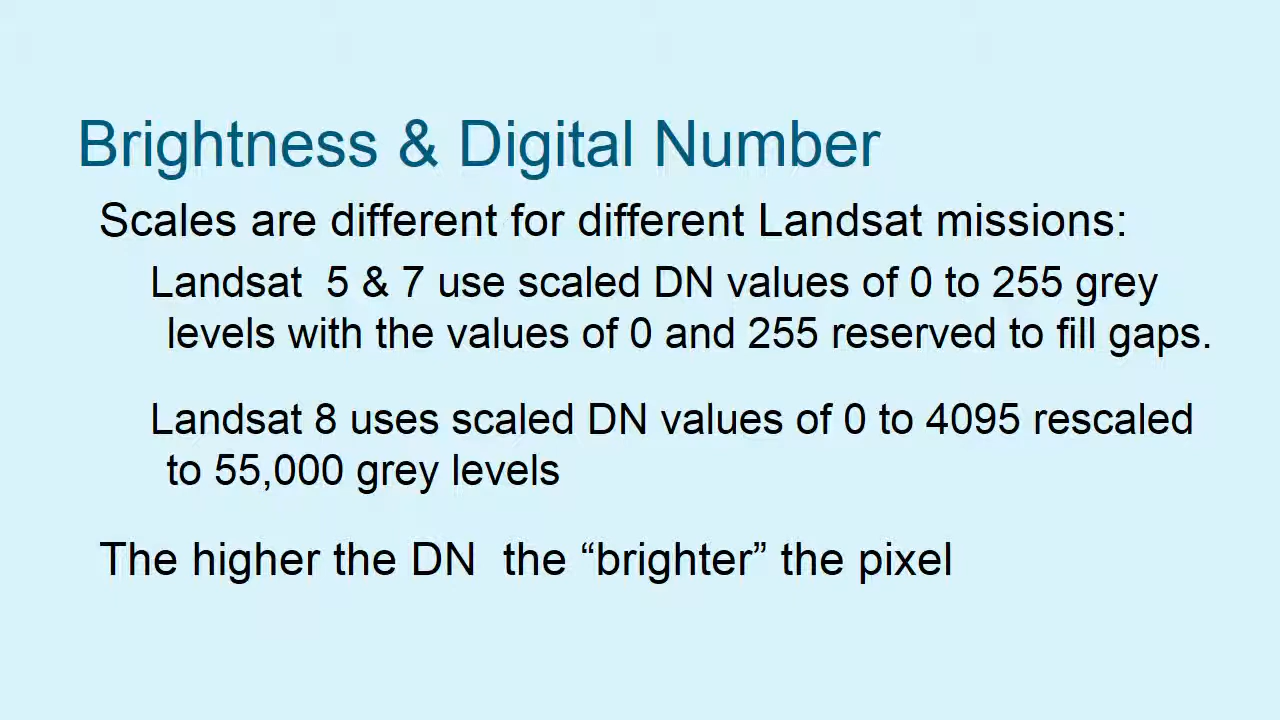 Brightness & Digital Number
Scales are different for different Landsat missions:
Landsat  5 & 7 use scaled DN values of 0 to 255 grey
levels with the values of 0 and 255 reserved to fill gaps.
Landsat 8 uses scaled DN values of 0 to 4095 rescaled
to 55,000 grey levels
The higher the DN  the “brighter” the pixel